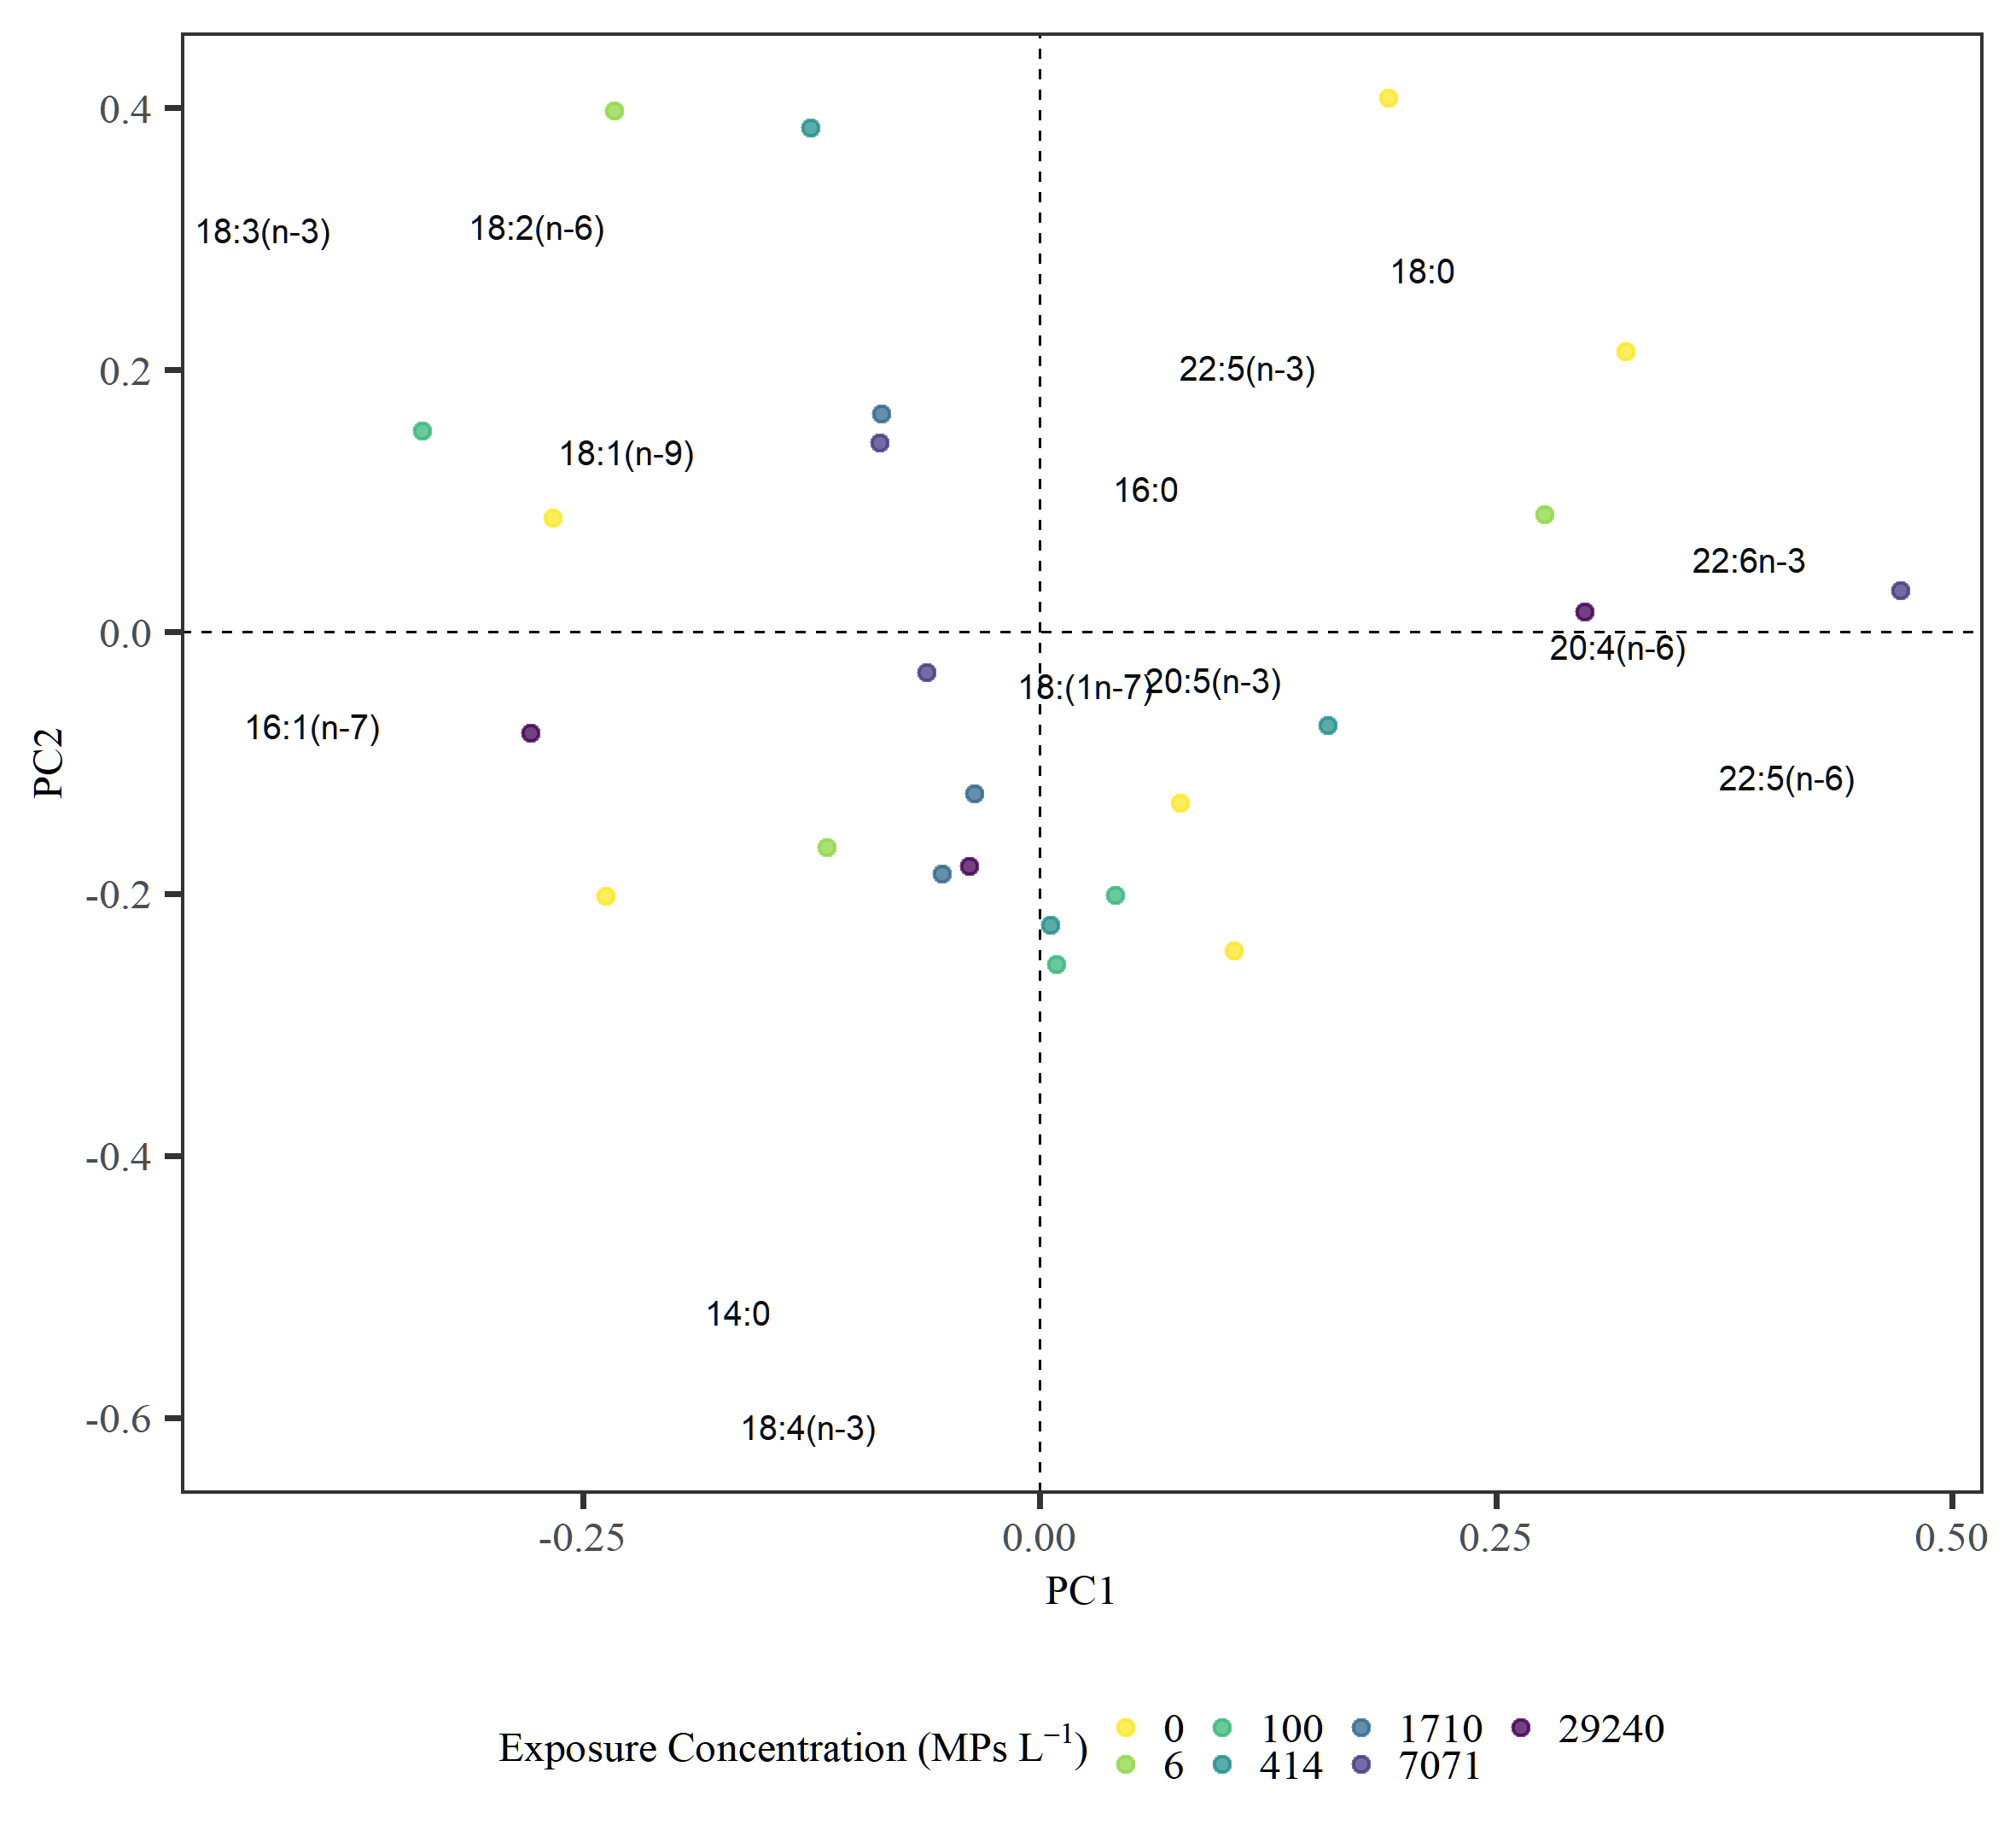 0.4
18:3(n-3)
18:2(n-6)
18:0
0.2
22:5(n-3)
18:1(n-9)
16:0
22:6n-3
0.0
20:4(n-6)
18:(1n-7)
20:5(n-3)
16:1(n-7)
PC2
22:5(n-6)
-0.2
-0.4
14:0
-0.6
18:4(n-3)
-0.25 0.00 0.25 0.50
PC1
Exposure Concentration (MPs L⁻¹)
0 100 1710 29240
6 414 7071